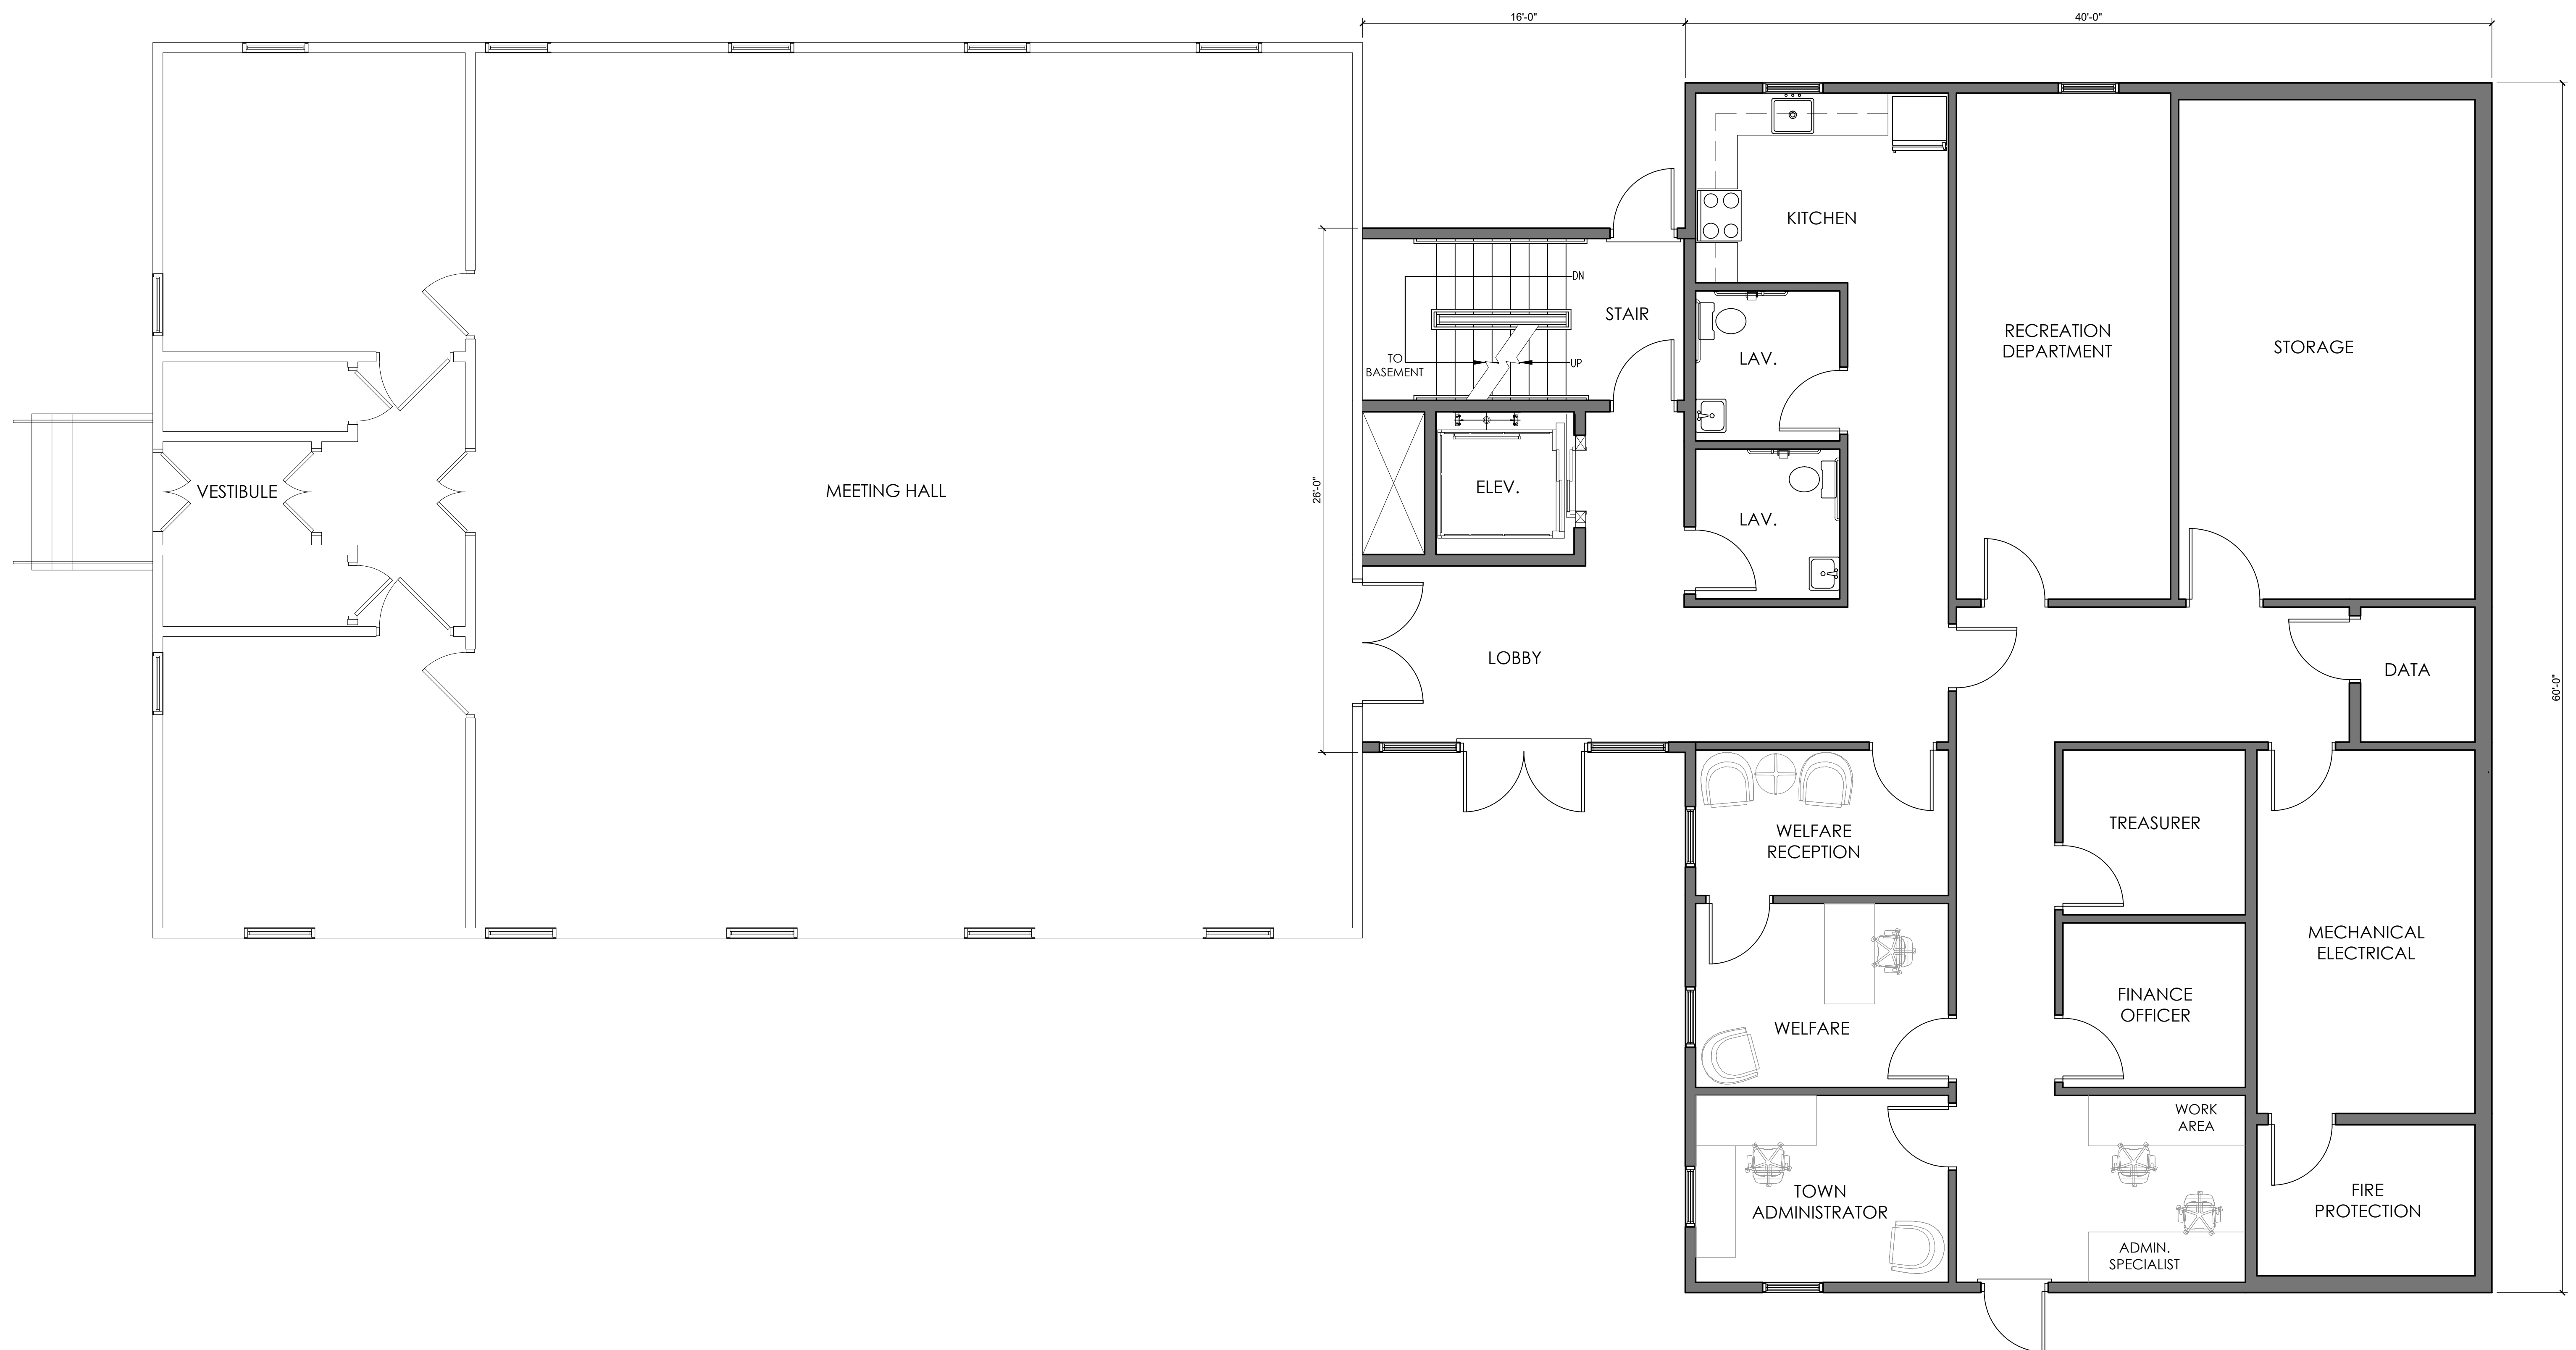 16'-0"
40'-0"
KITCHEN
DN
STAIR
RECREATION
DEPARTMENT
STORAGE
TO
BASEMENT
UP
LAV.
VESTIBULE
MEETING HALL
26'-0"
ELEV.
LAV.
LOBBY
DATA
60'-0"
WELFARE
RECEPTION
TREASURER
MECHANICAL
ELECTRICAL
FINANCE
OFFICER
WELFARE
WORK
AREA
TOWN
ADMINISTRATOR
FIRE
PROTECTION
ADMIN.
SPECIALIST